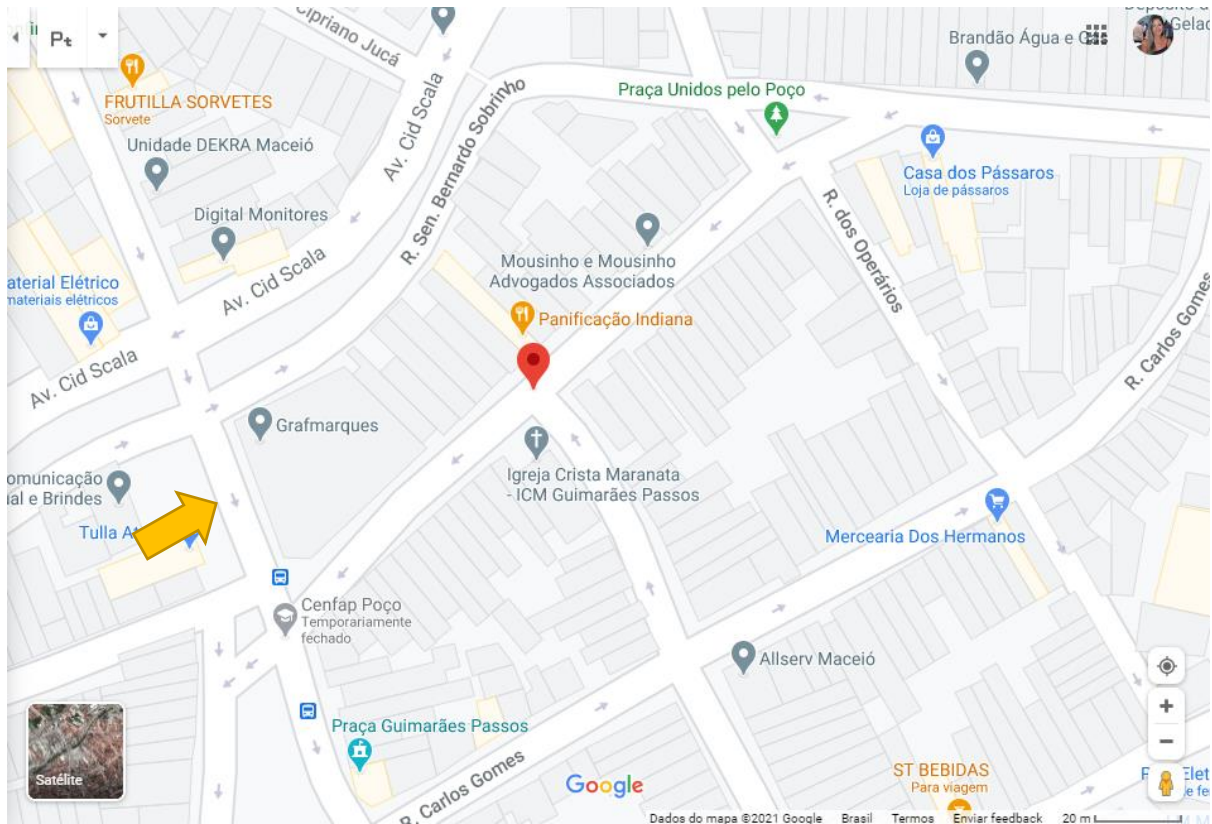 Pt
Cipriano Jucá
Brandão Água e Gás
FRUTILLA SORVETES
Sorvete
Av. Cid Scala
R. Sen. Bernardo Sobrinho
Praça Unidos pelo Poço
Unidade DEKRA Maceió
Casa dos Pássaros
Loja de pássaros
Digital Monitores
R. dos Operários
Mousinho e Mousinho
Advogados Associados
aterial Elétrico
materiais elétricos
Av. Cid Scala
Panificação Indiana
R. Carlos Gomes
Av. Cid Scala
Grafmarques
omunicação
al e Brindes
Igreja Crista Maranata
- ICM Guimarães Passos
Tulla
Mercearia Dos Hermanos
Cenfap Poço
Temporariamente
fechado
Allserv Maceió
Praça Guimarães Passos
Satélite
R. Carlos Gomes
Google
ST BEBIDAS
Para viagem
Dados do mapa ©2021 Google Brasil Termos Enviar feedback 20 m